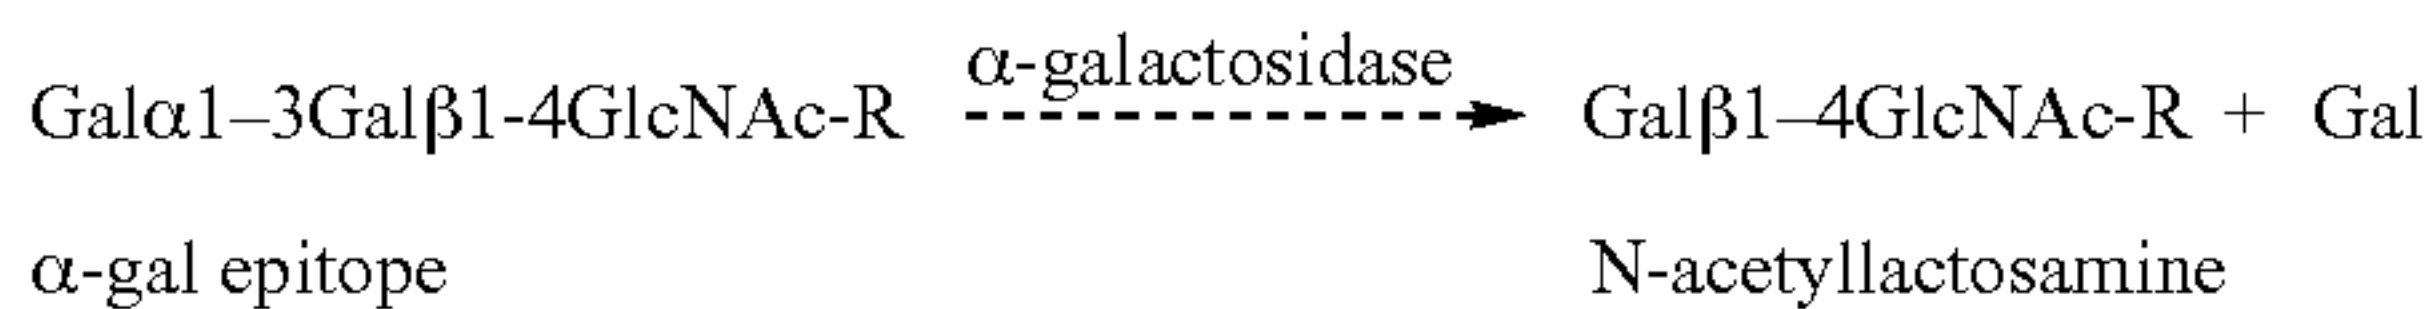 α-galactosidase
Galα1–3Galβ1-4GlcNAc-R Galβ1–4GlcNAc-R + Gal
α-gal epitope N-acetyllactosamine